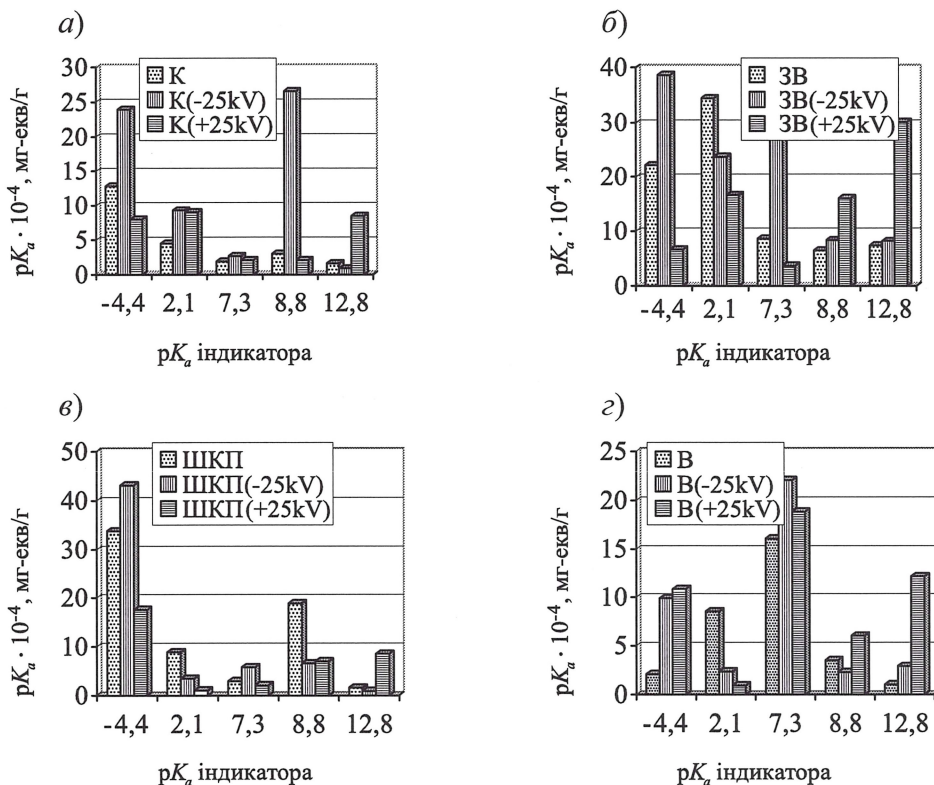 а)
30
25
20
15
10
5
0
К
К(-25kV)
К(+25kV)
-4,4 2,1 7,3 8,8 12,8
pKₐ · 10⁻⁴, мг-екв/г
pKₐ індикатора
б)
40
30
20
10
0
ЗВ
ЗВ(-25kV)
ЗВ(+25kV)
-4,4 2,1 7,3 8,8 12,8
pKₐ · 10⁻⁴, мг-екв/г
pKₐ індикатора
в)
50
40
30
20
10
0
ШКП
ШКП(-25kV)
ШКП(+25kV)
-4,4 2,1 7,3 8,8 12,8
pKₐ · 10⁻⁴, мг-екв/г
pKₐ індикатора
г)
25
20
15
10
5
0
В
В(-25kV)
В(+25kV)
-4,4 2,1 7,3 8,8 12,8
pKₐ · 10⁻⁴, мг-екв/г
pKₐ індикатора